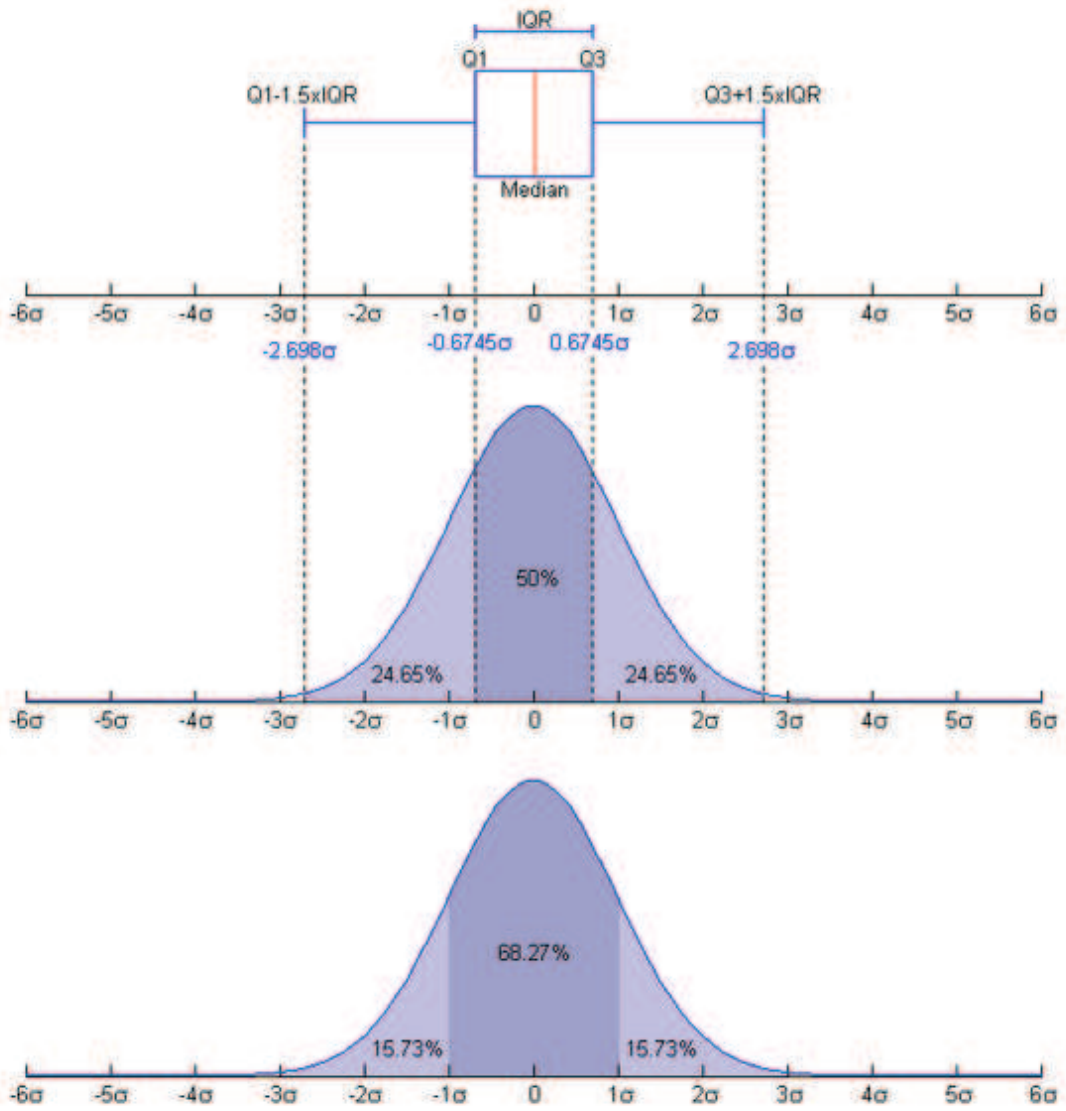 IQR
Q1 Q3
Q1-1.5xIQR Q3+1.5xIQR
Median
-6σ -5σ -4σ -3σ -2σ -1σ 0 1σ 2σ 3σ 4σ 5σ 6σ
-2.698σ -0.6745σ 0.6745σ 2.698σ
50%
24.65% 24.65%
-6σ -5σ -4σ -3σ -2σ -1σ 0 1σ 2σ 3σ 4σ 5σ 6σ
68.27%
15.73% 15.73%
-6σ -5σ -4σ -3σ -2σ -1σ 0 1σ 2σ 3σ 4σ 5σ 6σ